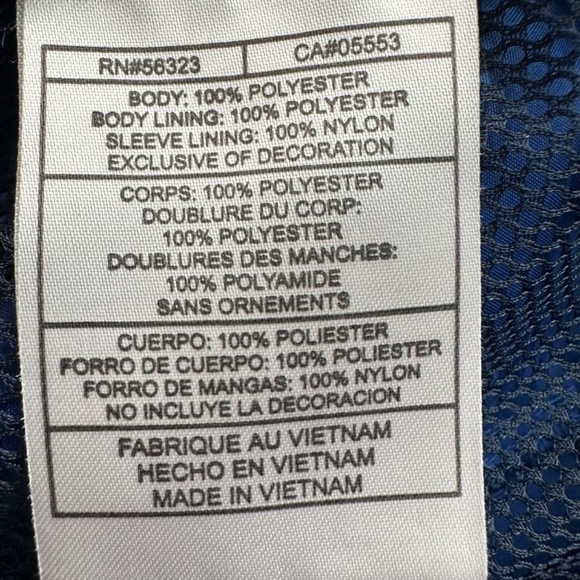 RN#56323 CA#05553
BODY: 100% POLYESTER
BODY LINING: 100% POLYESTER
SLEEVE LINING: 100% NYLON
EXCLUSIVE OF DECORATION
CORPS: 100% POLYESTER
DOUBLURE DU CORP:
100% POLYESTER
DOUBLURES DES MANCHES:
100% POLYAMIDE
SANS ORNEMENTS
CUERPO: 100% POLIESTER
FORRO DE CUERPO: 100% POLIESTER
FORRO DE MANGAS: 100% NYLON
NO INCLUYE LA DECORACION
FABRIQUE AU VIETNAM
HECHO EN VIETNAM
MADE IN VIETNAM